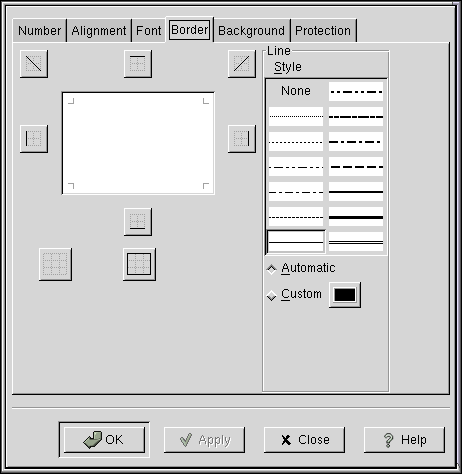 Number Alignment Font Border Background Protection
Line
Style
None
Automatic
Custom
OK Apply Close Help